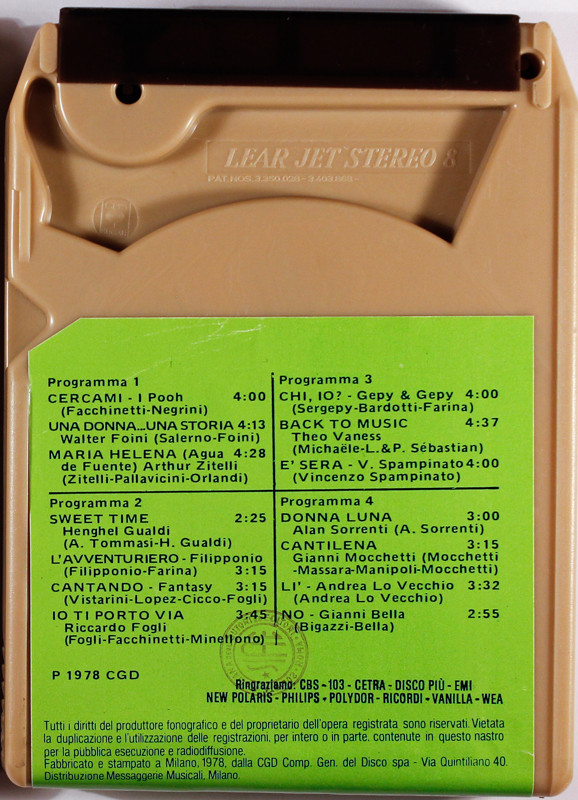 LEAR JET STEREO 8
PAT. NOS.
Programma 1
CERCAMI - I Pooh 4:00
(Facchinetti-Negrini)
UNA DONNA...UNA STORIA 4:13
Walter Foini (Salerno-Foini)
MARIA HELENA (Agua 4:28
de Fuente) Arthur Zitelli
(Zitelli-Pallavicini-Orlandi)
Programma 2
SWEET TIME 2:25
Henghel Gualdi
(A. Tommasi-H. Gualdi)
L'AVVENTURIERO - Filipponio
(Filipponio-Farina) 3:15
CANTANDO - Fantasy 3:15
(Vistarini-Lopez-Cicco-Fogli)
IO TI PORTO VIA 3:45
Riccardo Fogli
(Fogli-Facchinetti-Minellono)
Programma 3
CHI, IO? - Gepy & Gepy 4:00
(Sergepy-Bardotti-Farina)
BACK TO MUSIC 4:37
Theo Vaness
(Michaële-L.&P. Sébastian)
E' SERA - V. Spampinato 4:00
(Vincenzo Spampinato)
Programma 4
DONNA LUNA 3:00
Alan Sorrenti (A. Sorrenti)
CANTILENA 3:15
Gianni Mocchetti (Mocchetti
-Massara-Manipoli-Mocchetti)
LI' - Andrea Lo Vecchio 3:32
(Andrea Lo Vecchio)
NO - Gianni Bella 2:55
(Bigazzi-Bella)
P 1978 CGD
Ringraziamo: CBS - 103 - CETRA - DISCO PIÙ - EMI
NEW POLARIS - PHILIPS - POLYDOR - RICORDI - VANILLA - WEA
Tutti i diritti del produttore fonografico e del proprietario dell'opera registrata sono riservati. Vietata
la duplicazione e l'utilizzazione delle registrazioni, per intero o in parte, contenute in questo nastro
per la pubblica esecuzione e radiodiffusione.
Fabbricato e stampato a Milano, 1978, dalla CGD Comp. Gen. del Disco spa - Via Quintiliano 40.
Distribuzione Messaggerie Musicali, Milano.